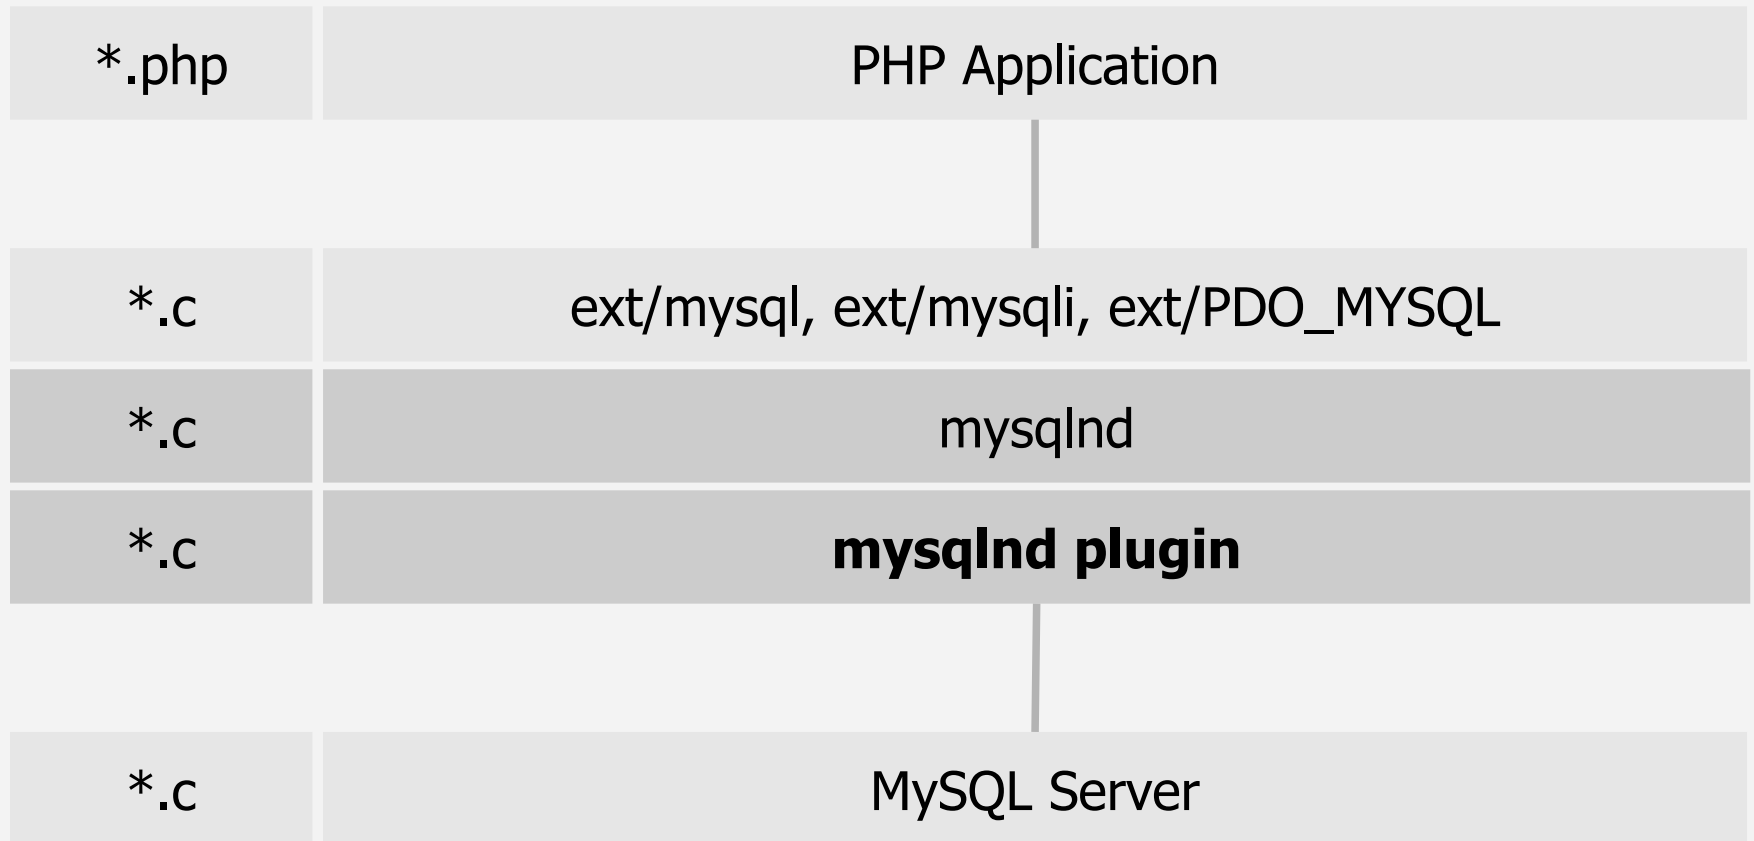 *.php PHP Application
*.c ext/mysql, ext/mysqli, ext/PDO_MYSQL
*.c mysqlnd
*.c mysqlnd plugin
*.c MySQL Server